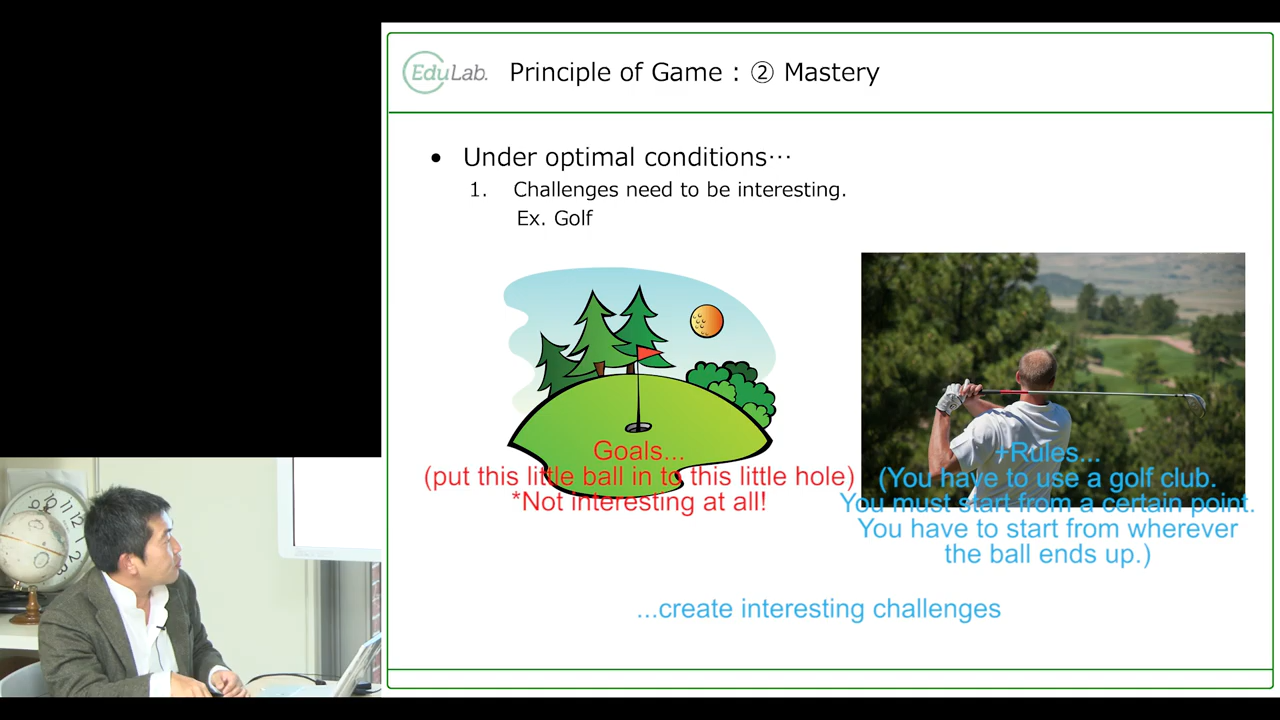 EduLab.
Principle of Game : ② Mastery
• Under optimal conditions…
1. Challenges need to be interesting.
Ex. Golf
Goals...
(put this little ball in to this little hole)
*Not interesting at all!
+Rules...
(You have to use a golf club.
You must start from a certain point.
You have to start from wherever
the ball ends up.)
...create interesting challenges